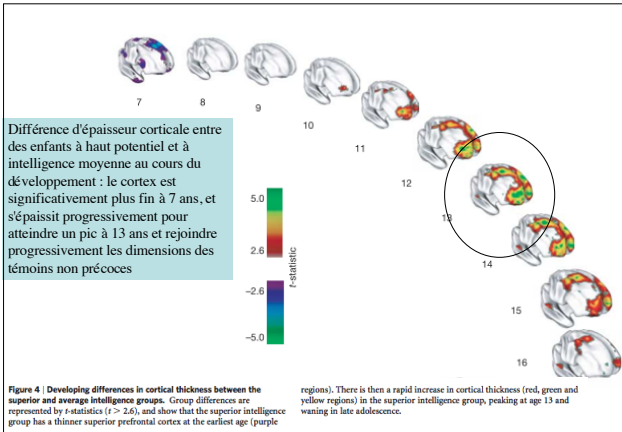 7
8
9
10
11
12
13
14
15
16
Différence d'épaisseur corticale entre
des enfants à haut potentiel et à
intelligence moyenne au cours du
développement : le cortex est
significativement plus fin à 7 ans, et
s'épaissit progressivement pour
atteindre un pic à 13 ans et rejoindre
progressivement les dimensions des
témoins non précoces
5.0
2.6
t-statistic
–2.6
–5.0
Figure 4 | Developing differences in cortical thickness between the
superior and average intelligence groups. Group differences are
represented by t-statistics (t > 2.6), and show that the superior intelligence
group has a thinner superior prefrontal cortex at the earliest age (purple
regions). There is then a rapid increase in cortical thickness (red, green and
yellow regions) in the superior intelligence group, peaking at age 13 and
waning in late adolescence.